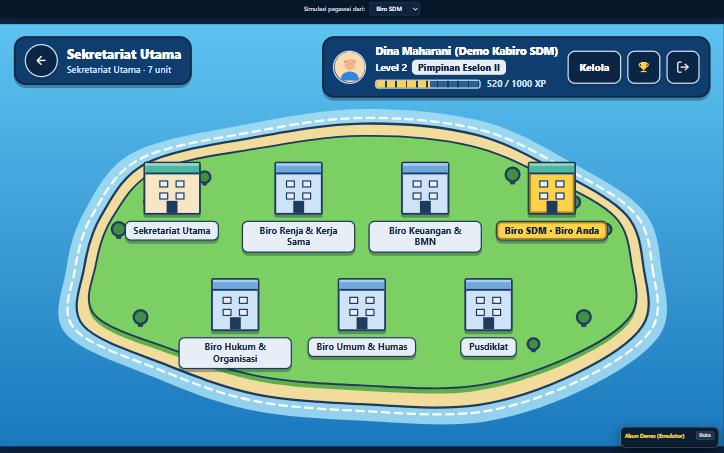 Simulasi pegawai dari: Biro SDM
Sekretariat Utama
Sekretariat Utama · 7 unit
Dina Maharani (Demo Kabiro SDM)
Level 2 Pimpinan Eselon II
520 / 1000 XP
Kelola
Sekretariat Utama
Biro Renja & Kerja
Sama
Biro Keuangan &
BMN
Biro SDM · Biro Anda
Biro Hukum &
Organisasi
Biro Umum & Humas
Pusdiklat
Akun Demo (Emulator) Buka